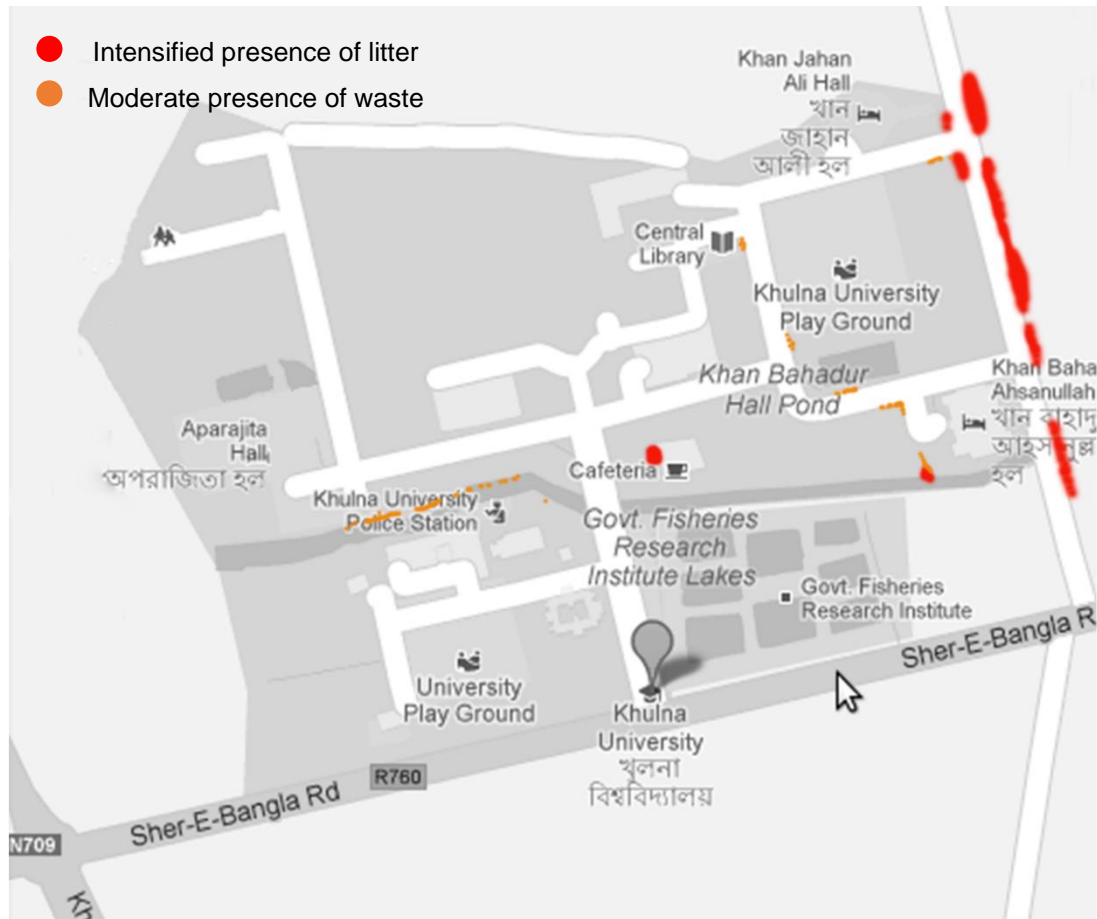 Intensified presence of litter
Moderate presence of waste
Khan Jahan
Ali Hall
খান
জাহান
আলী হল
Central
Library
Khulna University
Play Ground
Khan Bahadur
Hall Pond
Khan Baha
Ahsanullah
খান বাহাদু
আহসানুল্ল
হল
Aparajita
Hall
অপরাজিতা হল
Cafeteria
Khulna University
Police Station
Govt. Fisheries
Research
Institute Lakes
Govt. Fisheries
Research Institute
Sher-E-Bangla R
University
Play Ground
Khulna
University
খুলনা
বিশ্ববিদ্যালয়
R760
Sher-E-Bangla Rd
N709
Kh